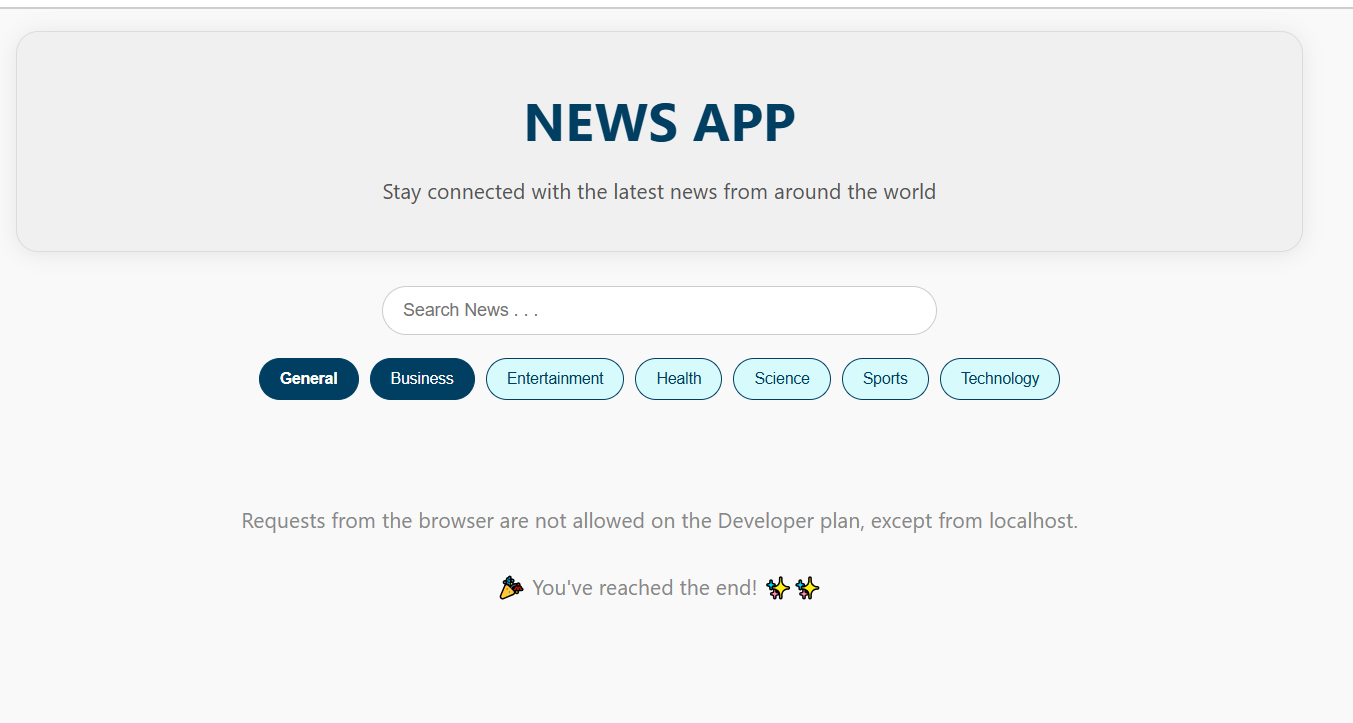 NEWS APP
Stay connected with the latest news from around the world
Search News . . .
General Business Entertainment Health Science Sports Technology
Requests from the browser are not allowed on the Developer plan, except from localhost.
🎉 You've reached the end! ✨✨